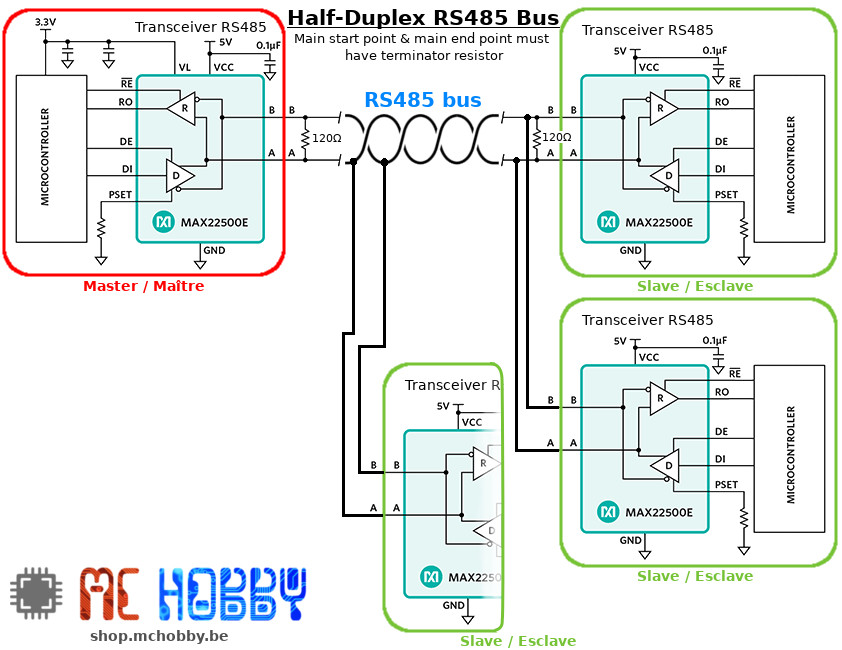 Half-Duplex RS485 Bus
Main start point & main end point must
have terminator resistor
RS485 bus
3.3V
Transceiver RS485
5V
0.1µF
VL
VCC
RE
RO
R
DE
DI
D
PSET
MICROCONTROLLER
B
B
A
A
120Ω
MAX22500E
GND
Master / Maître
Transceiver RS485
5V
0.1µF
VCC
RE
RO
R
B
B
120Ω
A
A
DE
DI
D
PSET
MICROCONTROLLER
MAX22500E
GND
Slave / Esclave
Transceiver RS485
5V
0.1µF
VCC
RE
RO
R
B
B
A
A
DE
DI
D
PSET
MICROCONTROLLER
MAX22500E
GND
Slave / Esclave
Transceiver R
5V
VCC
R
B
B
A
A
D
MAX2250
GND
Slave / Esclave
MC HOBBY
shop.mchobby.be